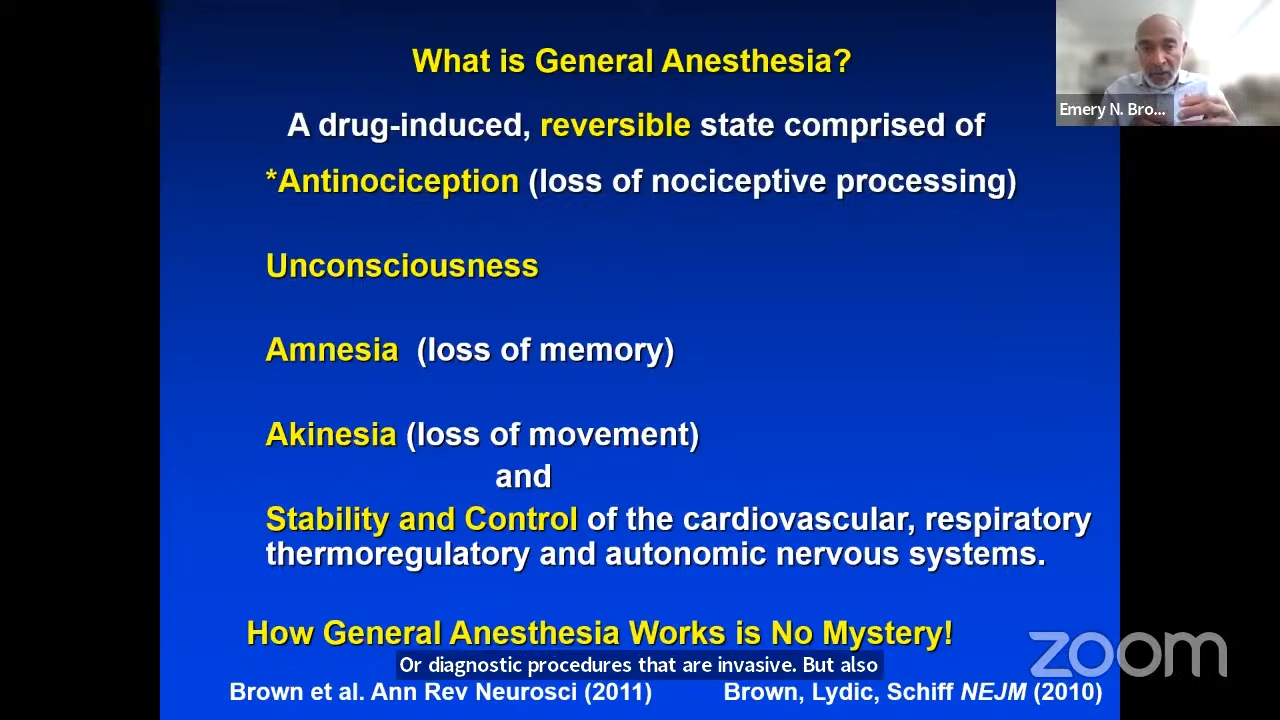 What is General Anesthesia?
Emery N. Bro...
A drug-induced, reversible state comprised of
*Antinociception (loss of nociceptive processing)
Unconsciousness
Amnesia (loss of memory)
Akinesia (loss of movement)
and
Stability and Control of the cardiovascular, respiratory
thermoregulatory and autonomic nervous systems.
How General Anesthesia Works is No Mystery!
zoom
Or diagnostic procedures that are invasive. But also
Brown et al. Ann Rev Neurosci (2011) Brown, Lydic, Schiff NEJM (2010)